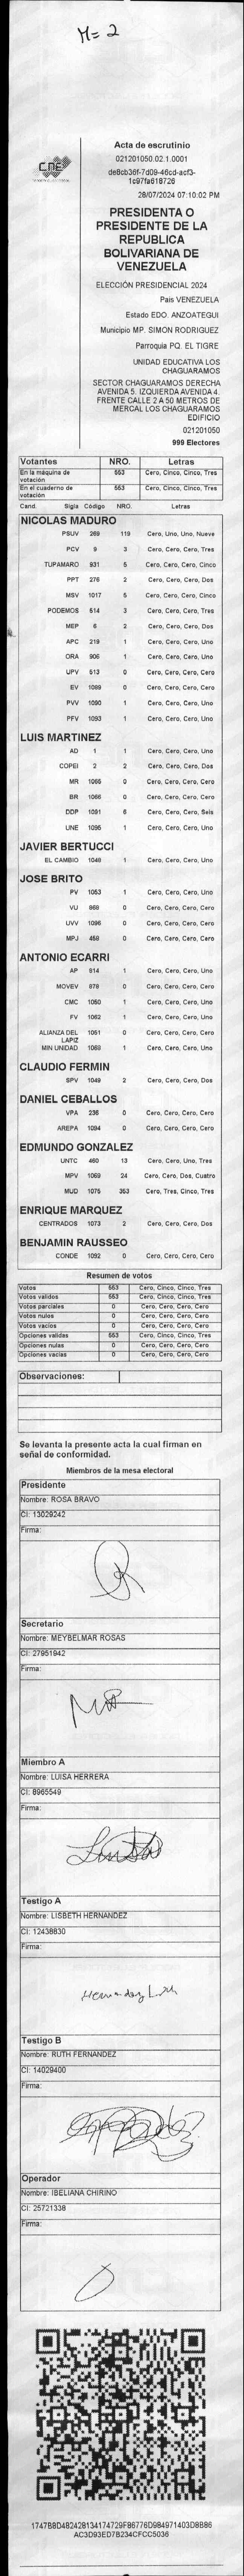 M= 2
CNE
Acta de escrutinio
021201050.02.1.0001
de8cb36f-7d09-46cd-acf3-
1c97fa618726
28/07/2024 07:10:02 PM
PRESIDENTA O
PRESIDENTE DE LA
REPUBLICA
BOLIVARIANA DE
VENEZUELA
ELECCIÓN PRESIDENCIAL 2024
Pais VENEZUELA
Estado EDO. ANZOATEGUI
Municipio MP. SIMON RODRIGUEZ
Parroquia PQ. EL TIGRE
UNIDAD EDUCATIVA LOS
CHAGUARAMOS
SECTOR CHAGUARAMOS DERECHA
AVENIDA 5. IZQUIERDA AVENIDA 4.
FRENTE CALLE 2 A 50 METROS DE
MERCAL LOS CHAGUARAMOS
EDIFICIO
021201050
999 Electores
Votantes NRO. Letras
En la máquina de votación 553 Cero, Cinco, Cinco, Tres
En el cuaderno de votación 553 Cero, Cinco, Cinco, Tres
Cand. Sigla Código NRO. Letras
NICOLAS MADURO
PSUV 269 119 Cero, Uno, Uno, Nueve
PCV 9 3 Cero, Cero, Cero, Tres
TUPAMARO 931 5 Cero, Cero, Cero, Cinco
PPT 276 2 Cero, Cero, Cero, Dos
MSV 1017 5 Cero, Cero, Cero, Cinco
PODEMOS 514 3 Cero, Cero, Cero, Tres
MEP 6 2 Cero, Cero, Cero, Dos
APC 219 1 Cero, Cero, Cero, Uno
ORA 906 1 Cero, Cero, Cero, Uno
UPV 513 0 Cero, Cero, Cero, Cero
EV 1089 0 Cero, Cero, Cero, Cero
PVV 1090 1 Cero, Cero, Cero, Uno
PFV 1093 1 Cero, Cero, Cero, Uno
LUIS MARTINEZ
AD 1 1 Cero, Cero, Cero, Uno
COPEI 2 2 Cero, Cero, Cero, Dos
MR 1065 0 Cero, Cero, Cero, Cero
BR 1066 0 Cero, Cero, Cero, Cero
DDP 1091 6 Cero, Cero, Cero, Seis
UNE 1095 1 Cero, Cero, Cero, Uno
JAVIER BERTUCCI
EL CAMBIO 1048 1 Cero, Cero, Cero, Uno
JOSE BRITO
PV 1053 1 Cero, Cero, Cero, Uno
VU 868 0 Cero, Cero, Cero, Cero
UVV 1096 0 Cero, Cero, Cero, Cero
MPJ 458 0 Cero, Cero, Cero, Cero
ANTONIO ECARRI
AP 914 1 Cero, Cero, Cero, Uno
MOVEV 878 0 Cero, Cero, Cero, Cero
CMC 1050 1 Cero, Cero, Cero, Uno
FV 1062 1 Cero, Cero, Cero, Uno
ALIANZA DEL LAPIZ 1051 0 Cero, Cero, Cero, Cero
MIN UNIDAD 1068 1 Cero, Cero, Cero, Uno
CLAUDIO FERMIN
SPV 1049 2 Cero, Cero, Cero, Dos
DANIEL CEBALLOS
VPA 236 0 Cero, Cero, Cero, Cero
AREPA 1094 0 Cero, Cero, Cero, Cero
EDMUNDO GONZALEZ
UNTC 460 13 Cero, Cero, Uno, Tres
MPV 1069 24 Cero, Cero, Dos, Cuatro
MUD 1075 353 Cero, Tres, Cinco, Tres
ENRIQUE MARQUEZ
CENTRADOS 1073 2 Cero, Cero, Cero, Dos
BENJAMIN RAUSSEO
CONDE 1092 0 Cero, Cero, Cero, Cero
Resumen de votos
Votos 553 Cero, Cinco, Cinco, Tres
Votos validos 553 Cero, Cinco, Cinco, Tres
Votos parciales 0 Cero, Cero, Cero, Cero
Votos nulos 0 Cero, Cero, Cero, Cero
Votos vacios 0 Cero, Cero, Cero, Cero
Opciones validas 553 Cero, Cinco, Cinco, Tres
Opciones nulas 0 Cero, Cero, Cero, Cero
Opciones vacias 0 Cero, Cero, Cero, Cero
Observaciones:
Se levanta la presente acta la cual firman en
señal de conformidad.
Miembros de la mesa electoral
Presidente
Nombre: ROSA BRAVO
CI: 13029242
Firma:
Secretario
Nombre: MEYBELMAR ROSAS
CI: 27951942
Firma:
Miembro A
Nombre: LUISA HERRERA
CI: 8965549
Firma:
Testigo A
Nombre: LISBETH HERNANDEZ
CI: 12438830
Firma:
Hernandez
Testigo B
Nombre: RUTH FERNANDEZ
CI: 14029400
Firma:
Operador
Nombre: IBELIANA CHIRINO
CI: 25721338
Firma:
1747B8D482428134174729F86776D984971403D8B86
AC3D93ED7B234CFCC5036